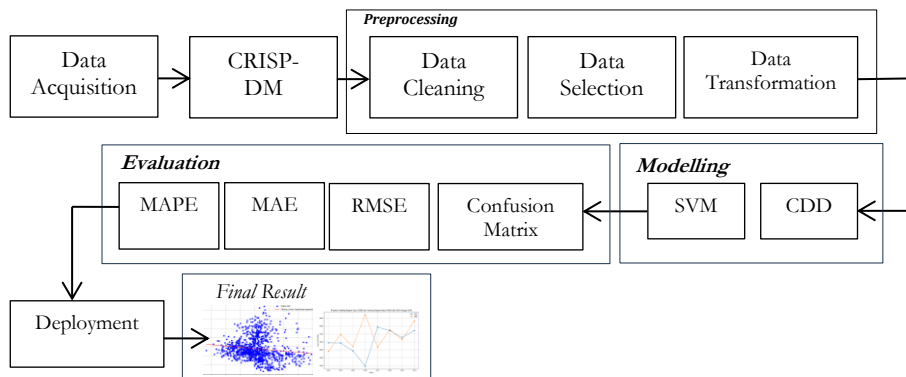 Preprocessing
Data
Acquisition
CRISP-
DM
Data
Cleaning
Data
Selection
Data
Transformation
Evaluation
MAPE
MAE
RMSE
Confusion
Matrix
Modelling
SVM
CDD
Deployment
Final Result